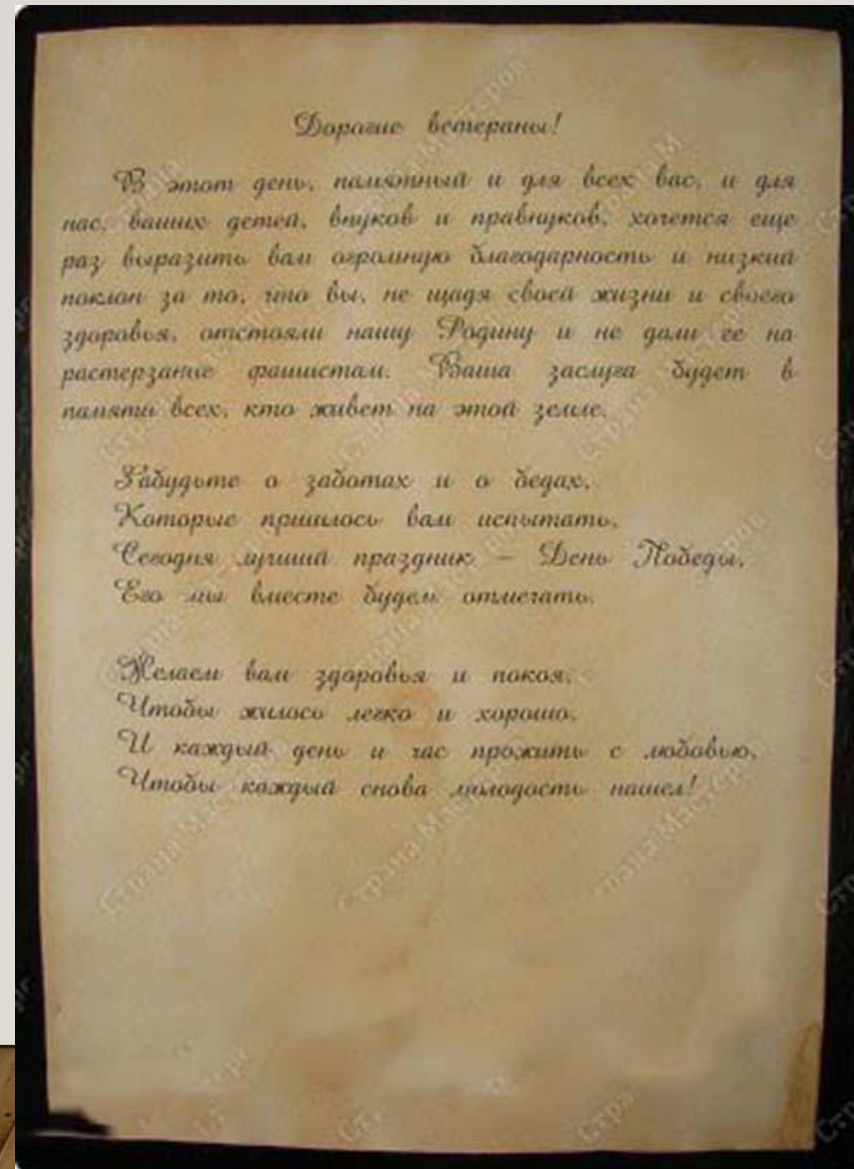 Дорогие ветераны!
В этот день, памятный и для всех вас, и для
нас, ваших детей, внуков и правнуков, хочется еще
раз выразить вам огромную благодарность и низкий
поклон за то, что вы, не щадя своей жизни и своего
здоровья, отстояли нашу Родину и не дали ее на
растерзание фашистам. Ваша заслуга будет в
памяти всех, кто живет на этой земле.
Забудьте о заботах и о бедах,
Которые пришлось вам испытать,
Сегодня лучший праздник – День Победы,
Его мы вместе будем отмечать.
Желаем вам здоровья и покоя,
Чтобы жилось легко и хорошо,
И каждый день и час прожить с любовью,
Чтобы каждый снова молодость нашел!
Страна Мастеров